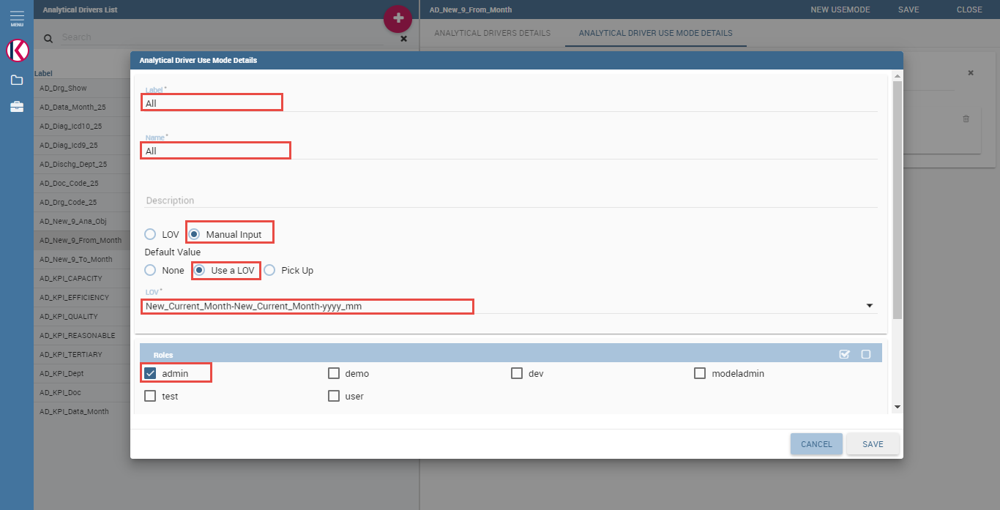 MENU
Analytical Drivers List
Search
Label
AD_Drg_Show
AD_Data_Month_25
AD_Diag_Icd10_25
AD_Diag_Icd9_25
AD_Dischg_Dept_25
AD_Doc_Code_25
AD_Drg_Code_25
AD_New_9_Ana_Obj
AD_New_9_From_Month
AD_New_9_To_Month
AD_KPI_CAPACITY
AD_KPI_EFFICIENCY
AD_KPI_QUALITY
AD_KPI_REASONABLE
AD_KPI_TERTIARY
AD_KPI_Dept
AD_KPI_Doc
AD_KPI_Data_Month
AD_New_9_From_Month NEW USEMODE SAVE CLOSE
ANALYTICAL DRIVERS DETAILS ANALYTICAL DRIVER USE MODE DETAILS
Analytical Driver Use Mode Details
Label *
All
Name *
All
Description
LOV Manual Input
Default Value
None Use a LOV Pick Up
LOV *
New_Current_Month-New_Current_Month-yyyy_mm
Roles
admin demo dev modeladmin
test user
CANCEL SAVE